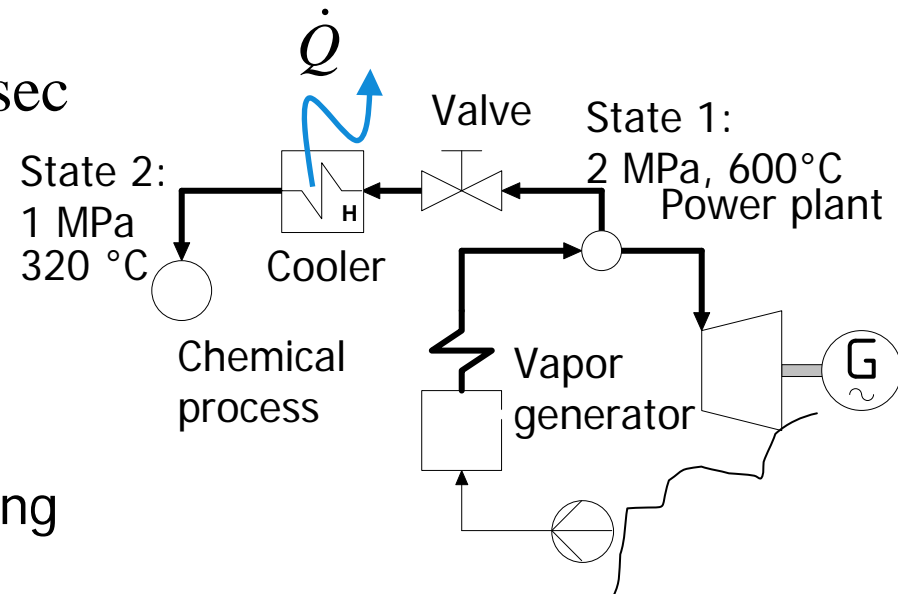 Q̇
sec
Valve
State 1:
2 MPa, 600°C
Power plant
State 2:
1 MPa
320 °C
H
Cooler
Chemical
process
Vapor
generator
G
~
ng